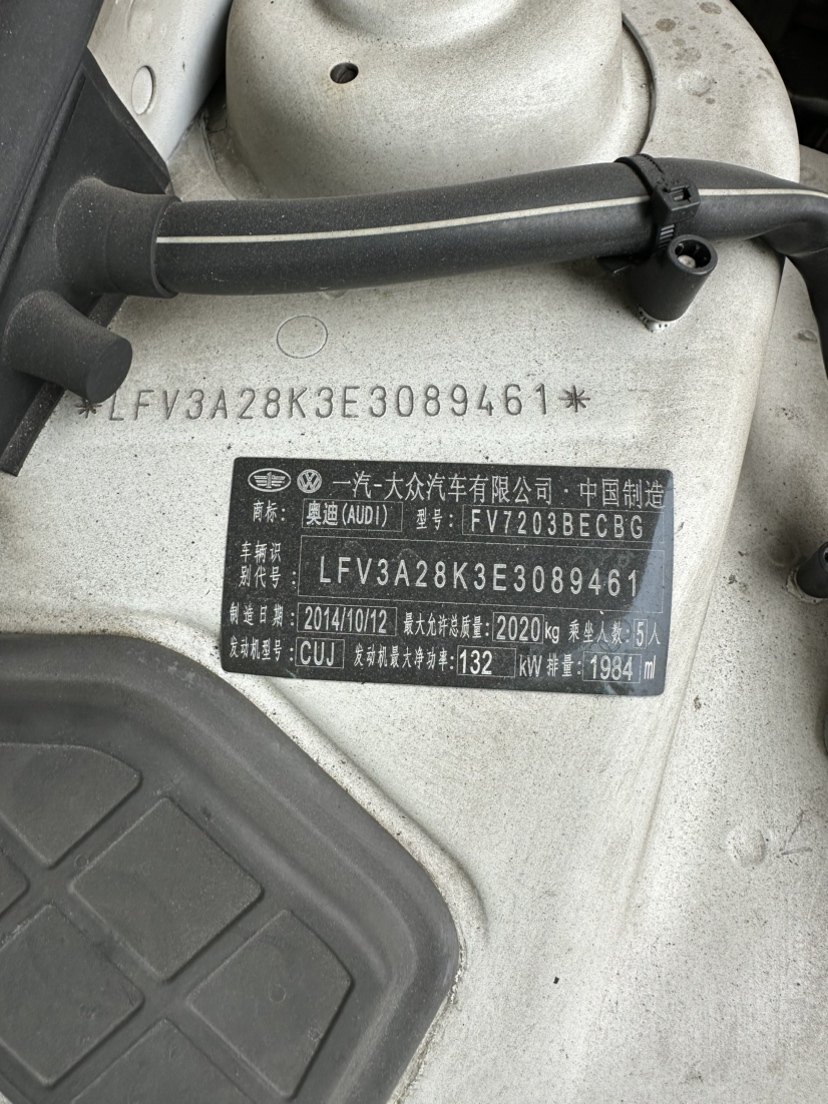 *LFV3A28K3E3089461*
一汽-大众汽车有限公司·中国制造
商标: 奥迪(AUDI) 型号: FV7203BECBG
车辆识
别代号: LFV3A28K3E3089461
制造日期: 2014/10/12 最大允许总质量: 2020kg 乘坐人数: 5人
发动机型号: CUJ 发动机最大净功率: 132 kW 排量: 1984 ml